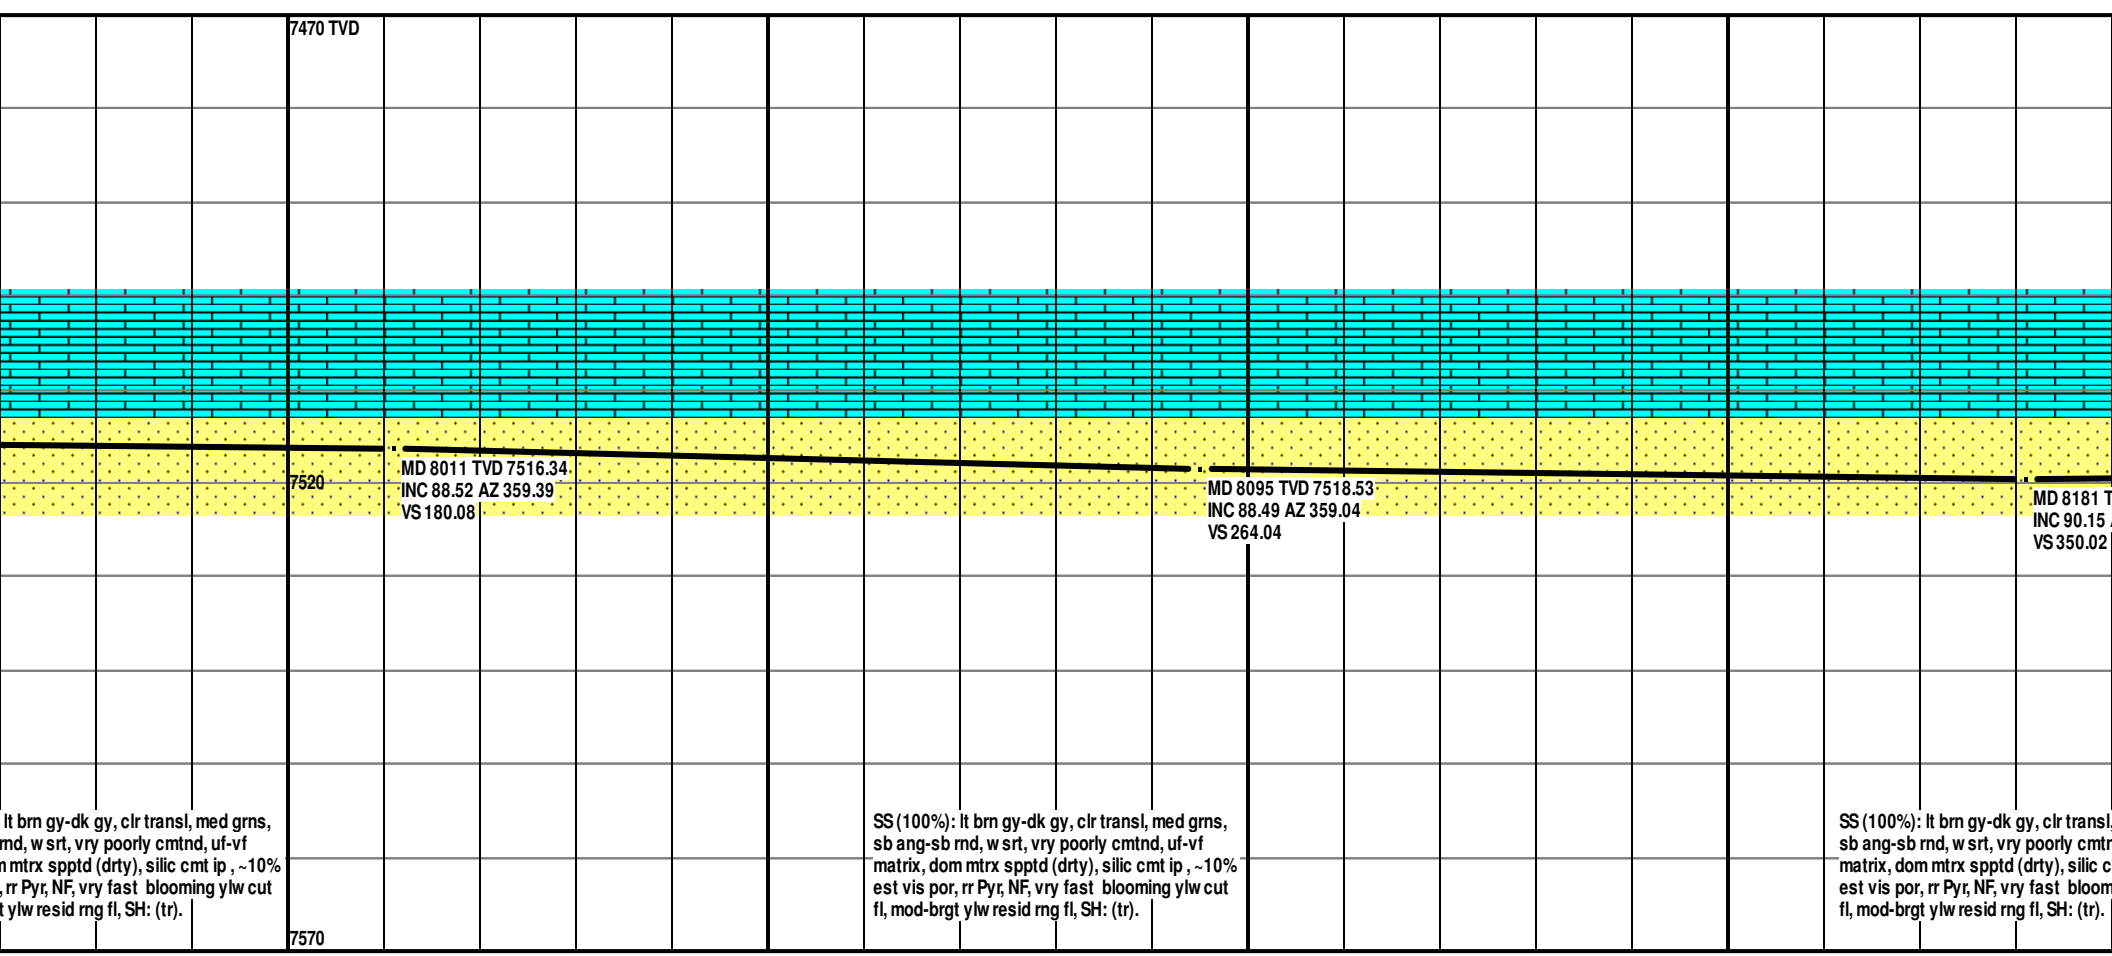 7470 TVD
MD 8011 TVD 7516.34
INC 88.52 AZ 359.39
VS 180.08
7520
MD 8095 TVD 7518.53
INC 88.49 AZ 359.04
VS 264.04
MD 8181 T
INC 90.15
VS 350.02
lt brn gy-dk gy, clr transl, med grns,
rnd, w srt, vry poorly cmtnd, uf-vf
mtrx spptd (drty), silic cmt ip , ~10%
, rr Pyr, NF, vry fast blooming ylw cut
ylw resid rng fl, SH: (tr).
SS (100%): lt brn gy-dk gy, clr transl, med grns,
sb ang-sb rnd, w srt, vry poorly cmtnd, uf-vf
matrix, dom mtrx spptd (drty), silic cmt ip , ~10%
est vis por, rr Pyr, NF, vry fast blooming ylw cut
fl, mod-brgt ylw resid rng fl, SH: (tr).
SS (100%): lt brn gy-dk gy, clr transl,
sb ang-sb rnd, w srt, vry poorly
matrix, dom mtrx spptd (drty), silic
est vis por, rr Pyr, NF, vry fast
fl, mod-brgt ylw resid rng fl, SH: (tr).
7570